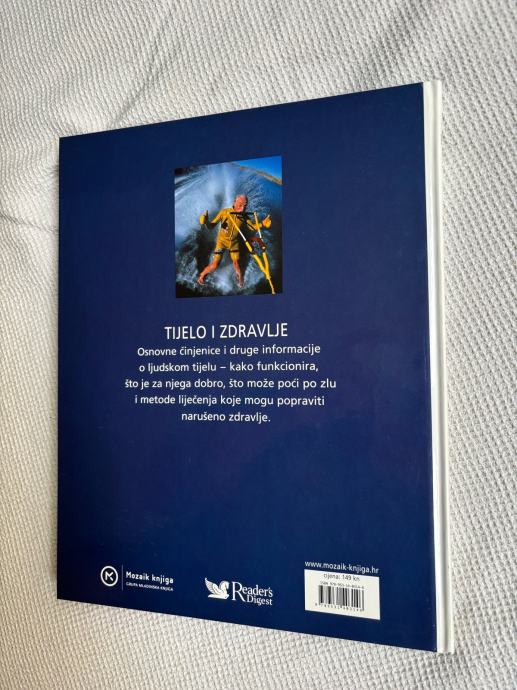 TIJELO I ZDRAVLJE
Osnovne činjenice i druge informacije
o ljudskom tijelu – kako funkcionira,
što je za njega dobro, što može poći po zlu
i metode liječenja koje mogu popraviti
narušeno zdravlje.
www.mozaik-knjiga.hr
cijena: 149 kn
Mozaik knjiga
GRUPA MLADINSKA KNJIGA
Reader's
Digest
ISBN